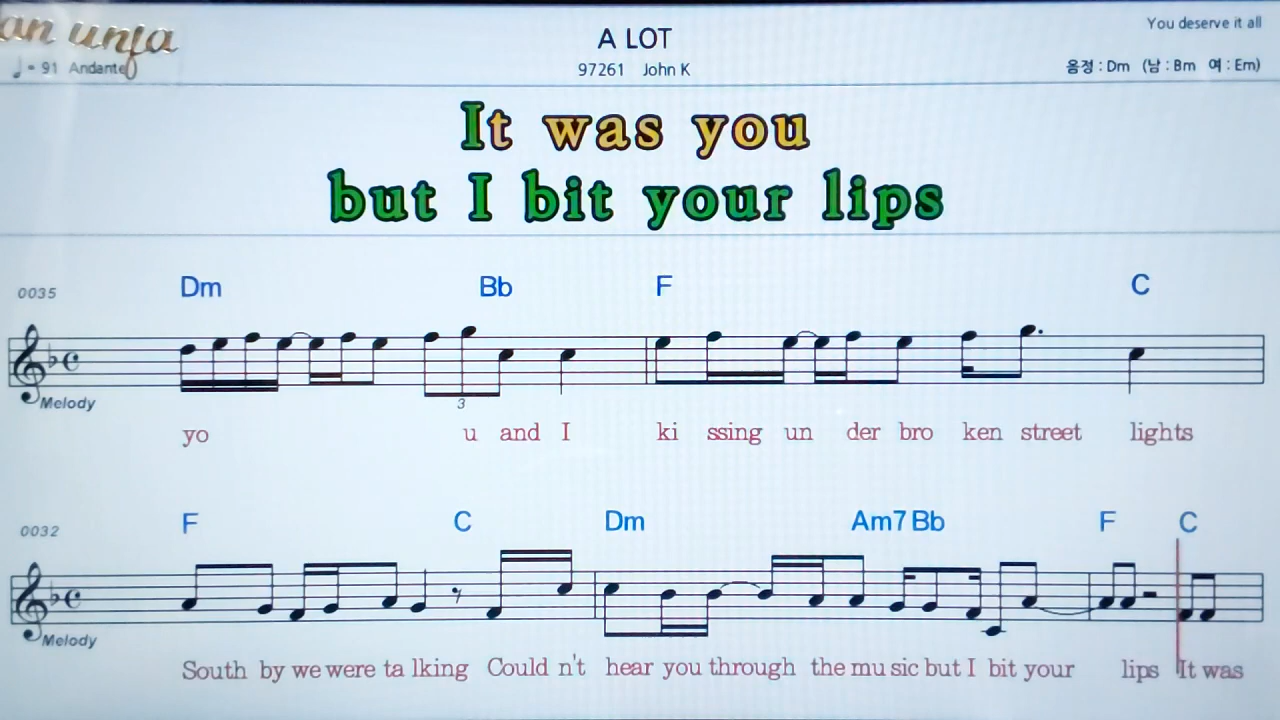 You deserve it all
A LOT
♩= 91 Andante
97261 John K
음정 : Dm (남 : Bm 여 : Em)
It was you
but I bit your lips
0035 Dm Bb F C
3
Melody
yo u and I ki ssing un der bro ken street lights
0032 F C Dm Am7 Bb F C
Melody
South by we were ta lking Could n't hear you through the mu sic but I bit your lips It was